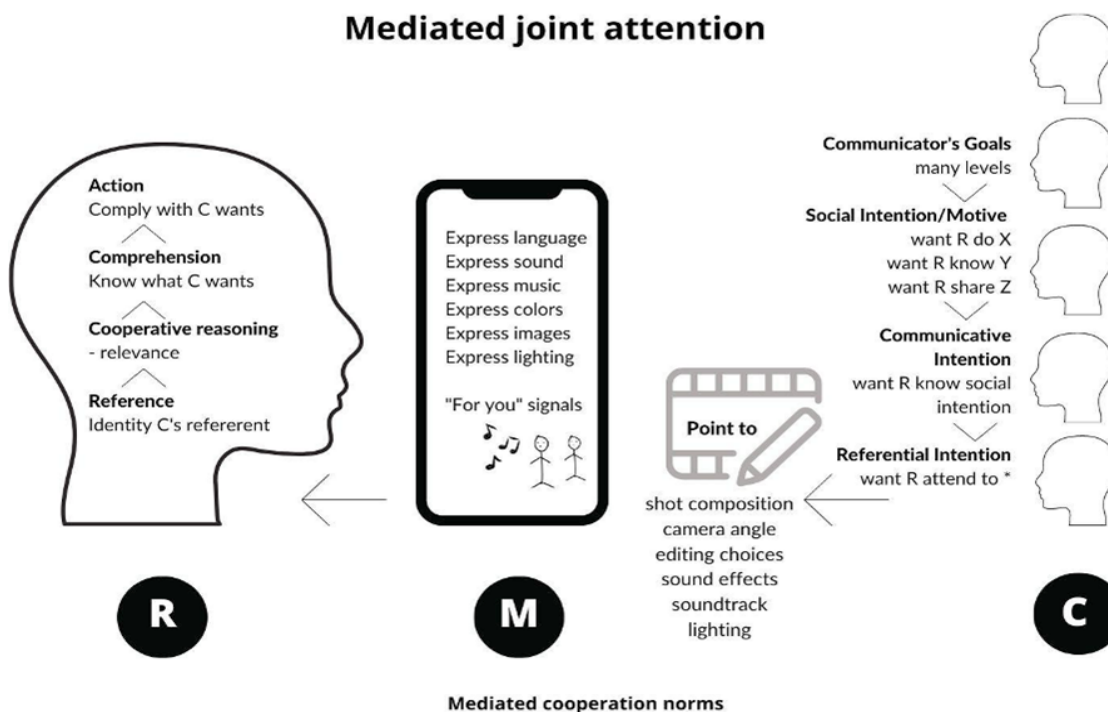 Mediated joint attention
Action
Comply with C wants
Comprehension
Know what C wants
Cooperative reasoning
- relevance
Reference
Identity C's refererent
R
Express language
Express sound
Express music
Express colors
Express images
Express lighting
"For you" signals
M
Point to
shot composition
camera angle
editing choices
sound effects
soundtrack
lighting
Communicator's Goals
many levels
Social Intention/Motive
want R do X
want R know Y
want R share Z
Communicative
Intention
want R know social
intention
Referential Intention
want R attend to *
C
Mediated cooperation norms